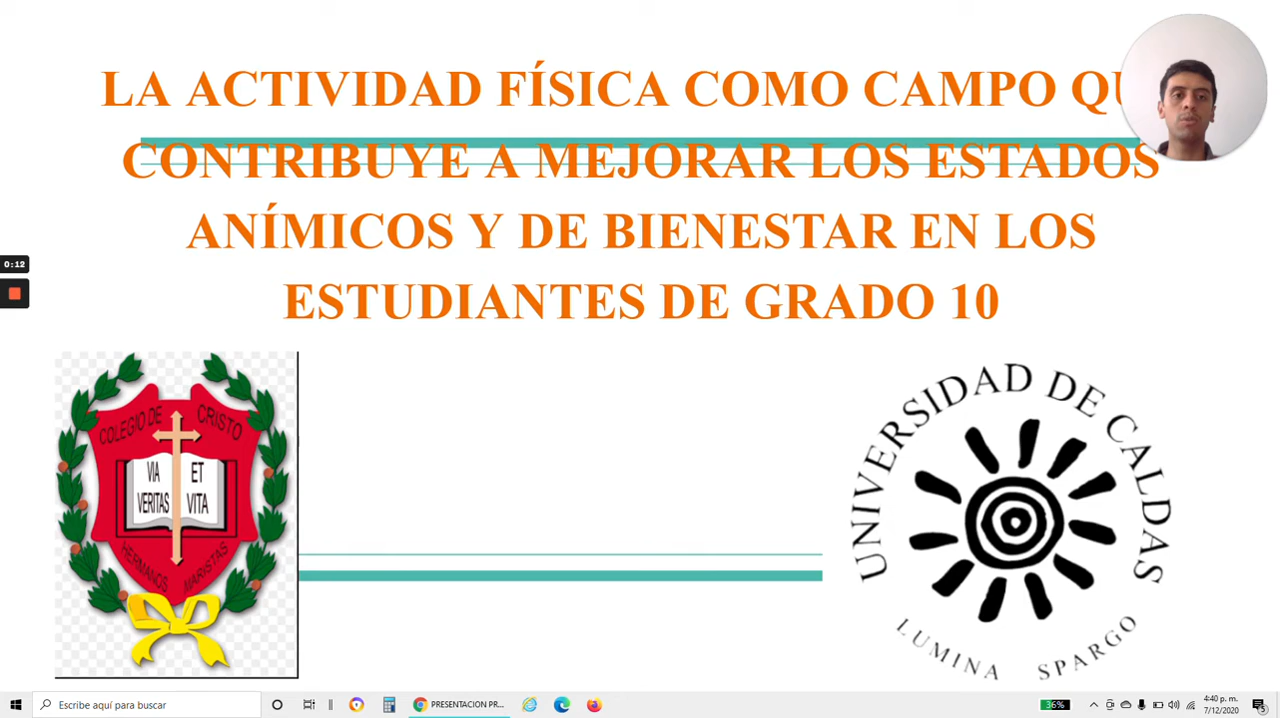 LA ACTIVIDAD FÍSICA COMO CAMPO QU
CONTRIBUYE A MEJORAR LOS ESTADOS
ANÍMICOS Y DE BIENESTAR EN LOS
ESTUDIANTES DE GRADO 10
0:12
COLEGIO DE CRISTO
VIA ET
VERITAS VITA
HERMANOS MARISTAS
UNIVERSIDAD DE CALDAS
LUMINA SPARGO
Escribe aquí para buscar
PRESENTACION PR...
36%
4:40 p. m.
7/12/2020
5